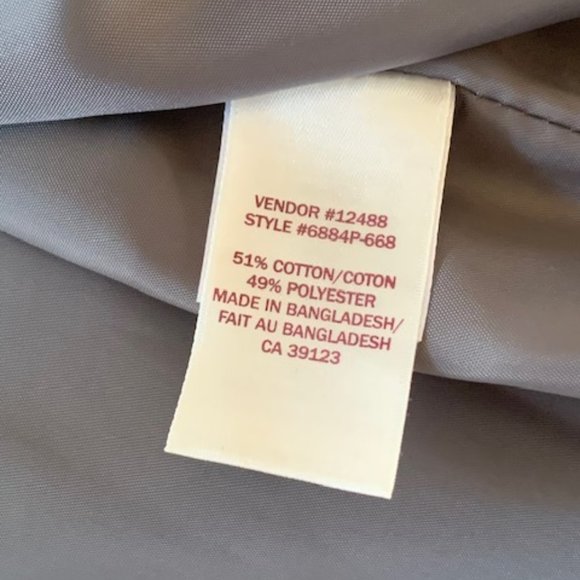 VENDOR #12488
STYLE #6884P-668
51% COTTON/COTON
49% POLYESTER
MADE IN BANGLADESH/
FAIT AU BANGLADESH
CA 39123